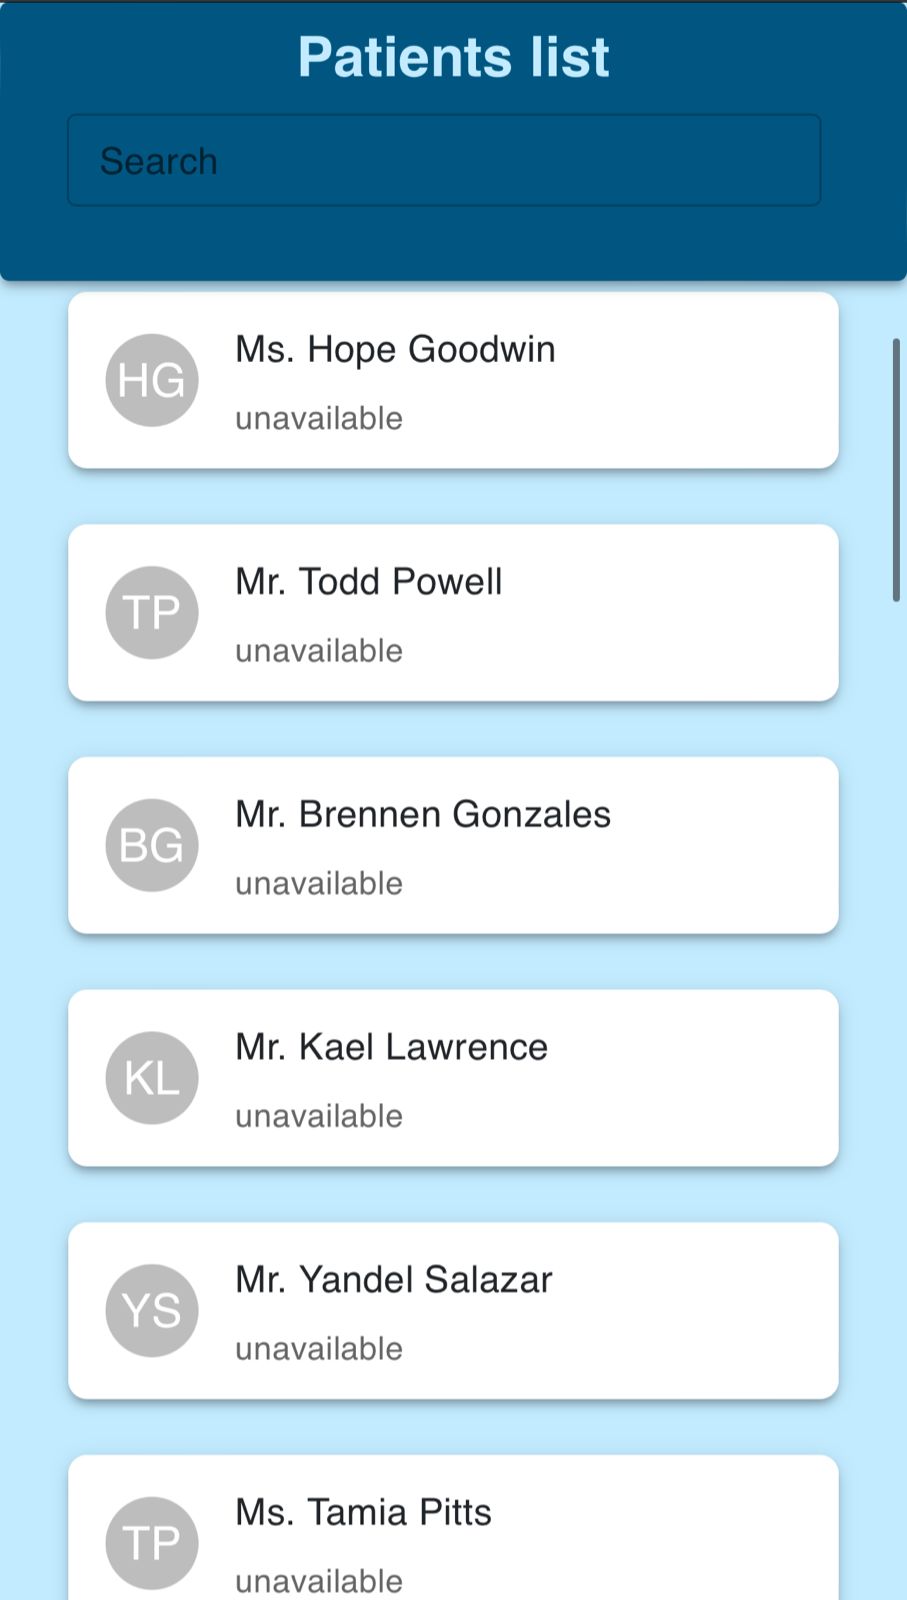 Patients list
Search
HG
Ms. Hope Goodwin
unavailable
TP
Mr. Todd Powell
unavailable
BG
Mr. Brennen Gonzales
unavailable
KL
Mr. Kael Lawrence
unavailable
YS
Mr. Yandel Salazar
unavailable
TP
Ms. Tamia Pitts
unavailable